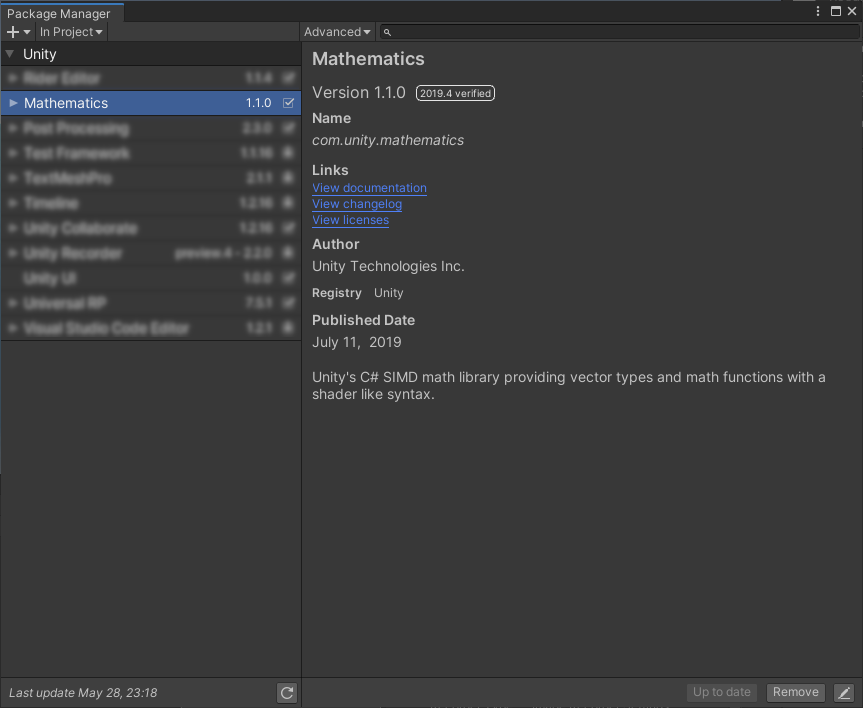 Package Manager
In Project
Advanced
Unity
Rider Editor 1.1.4
Mathematics 1.1.0
Post Processing 2.3.0
Test Framework 1.1.16
TextMeshPro 2.1.1
Timeline 1.2.16
Unity Collaborate 1.2.16
Unity Recorder preview.4 - 2.2.0
Unity UI 1.0.0
Universal RP 7.5.1
Visual Studio Code Editor 1.2.1
Last update May 28, 23:18
Mathematics
Version 1.1.0 2019.4 verified
Name
com.unity.mathematics
Links
View documentation
View changelog
View licenses
Author
Unity Technologies Inc.
Registry Unity
Published Date
July 11, 2019
Unity's C# SIMD math library providing vector types and math functions with a
shader like syntax.
Up to date
Remove